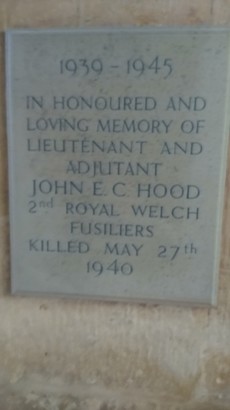 1939-1945
IN HONOURED AND
LOVING MEMORY OF
LIEUTENANT AND
ADJUTANT
JOHN E.C. HOOD
2nd ROYAL WELCH
FUSILIERS
KILLED MAY 27th
1940